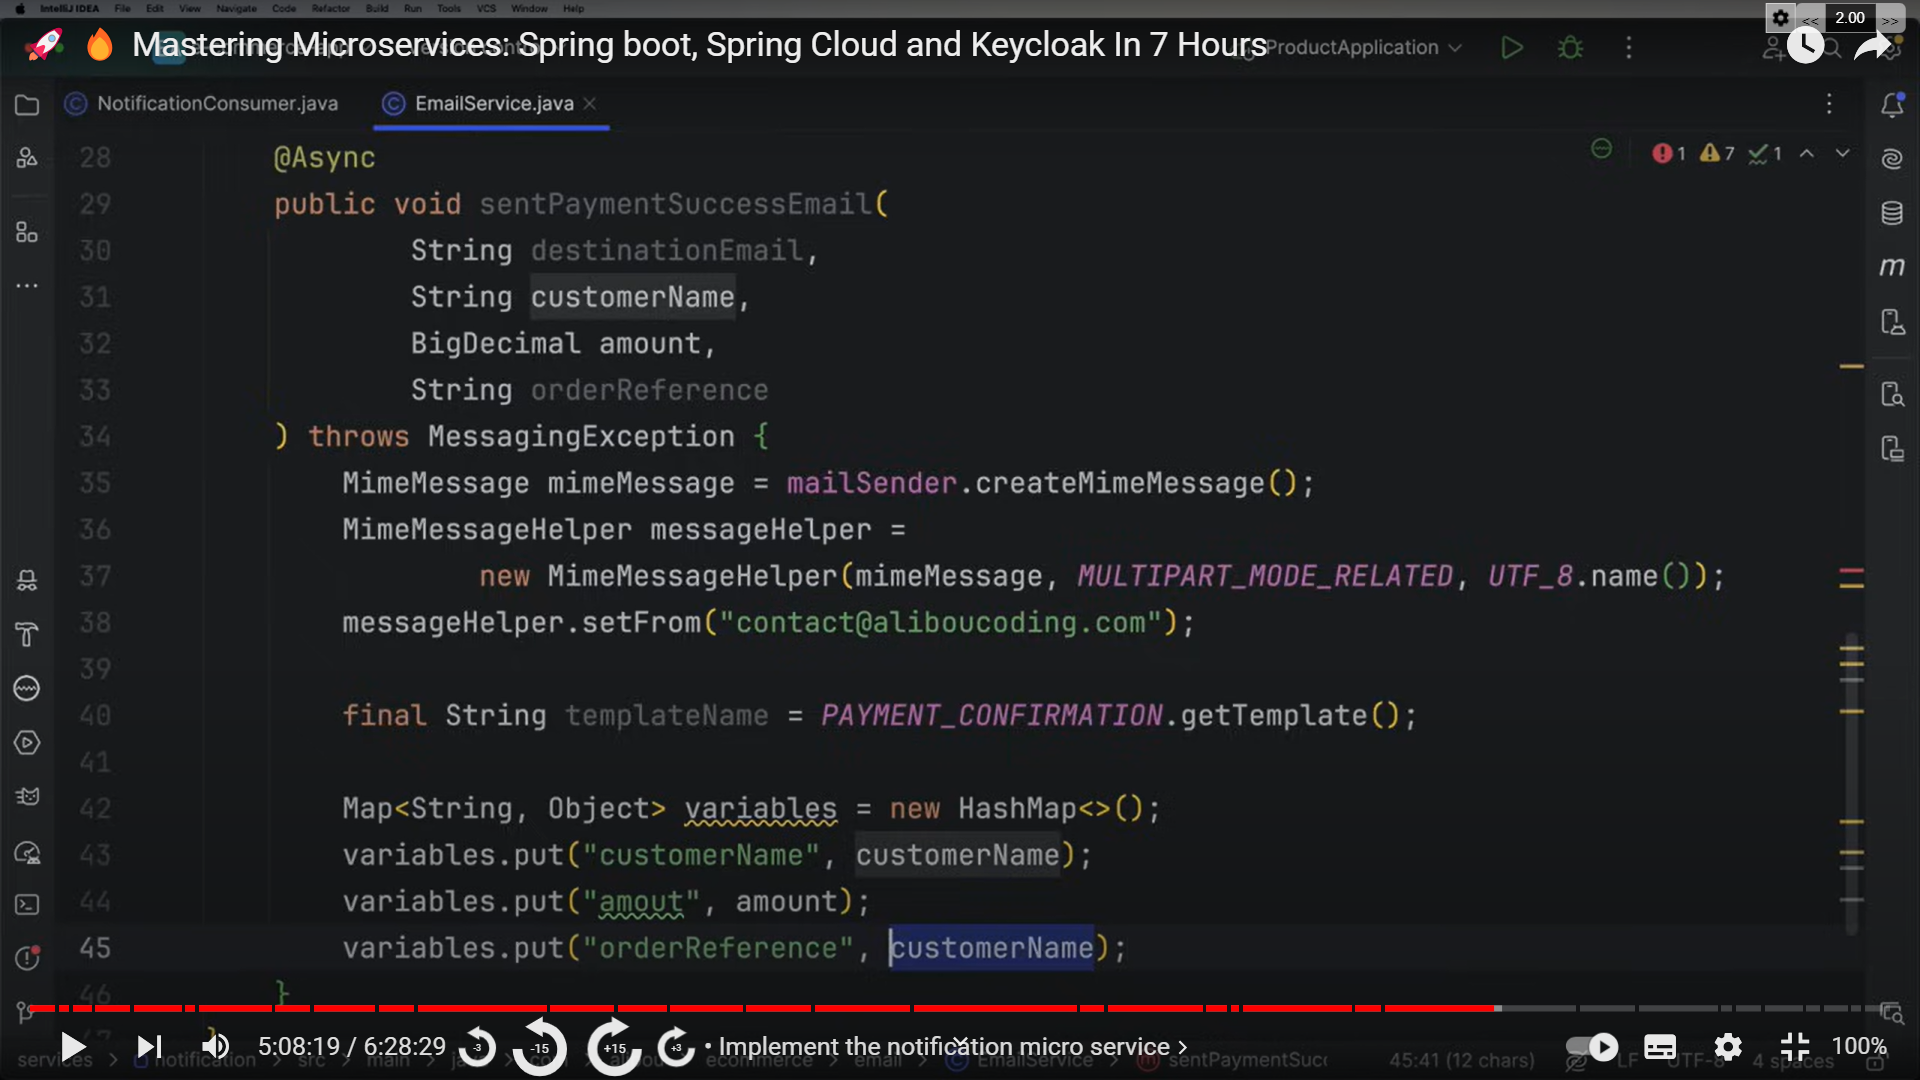 IntelliJ IDEA File Edit View Navigate Code Refactor Build Run Tools VCS Window Help
Mastering Microservices: Spring boot, Spring Cloud and Keycloak In 7 Hours
ProductApplication
<< 2.00 >>
NotificationConsumer.java EmailService.java
1 7 1
28 @Async
29 public void sentPaymentSuccessEmail(
30 String destinationEmail,
31 String customerName,
32 BigDecimal amount,
33 String orderReference
34 ) throws MessagingException {
35 MimeMessage mimeMessage = mailSender.createMimeMessage();
36 MimeMessageHelper messageHelper =
37 new MimeMessageHelper(mimeMessage, MULTIPART_MODE_RELATED, UTF_8.name());
38 messageHelper.setFrom("contact@aliboucoding.com");
39
40 final String templateName = PAYMENT_CONFIRMATION.getTemplate();
41
42 Map<String, Object> variables = new HashMap<>();
43 variables.put("customerName", customerName);
44 variables.put("amout", amount);
45 variables.put("orderReference", customerName);
46 }
5:08:19 / 6:28:29 -3 -15 +15 +3 • Implement the notification micro service > 100%
services > notification > src > main > ecommerce > email > EmailService > sentPaymentSucc 45:41 (12 chars) LF UTF-8 4 spaces